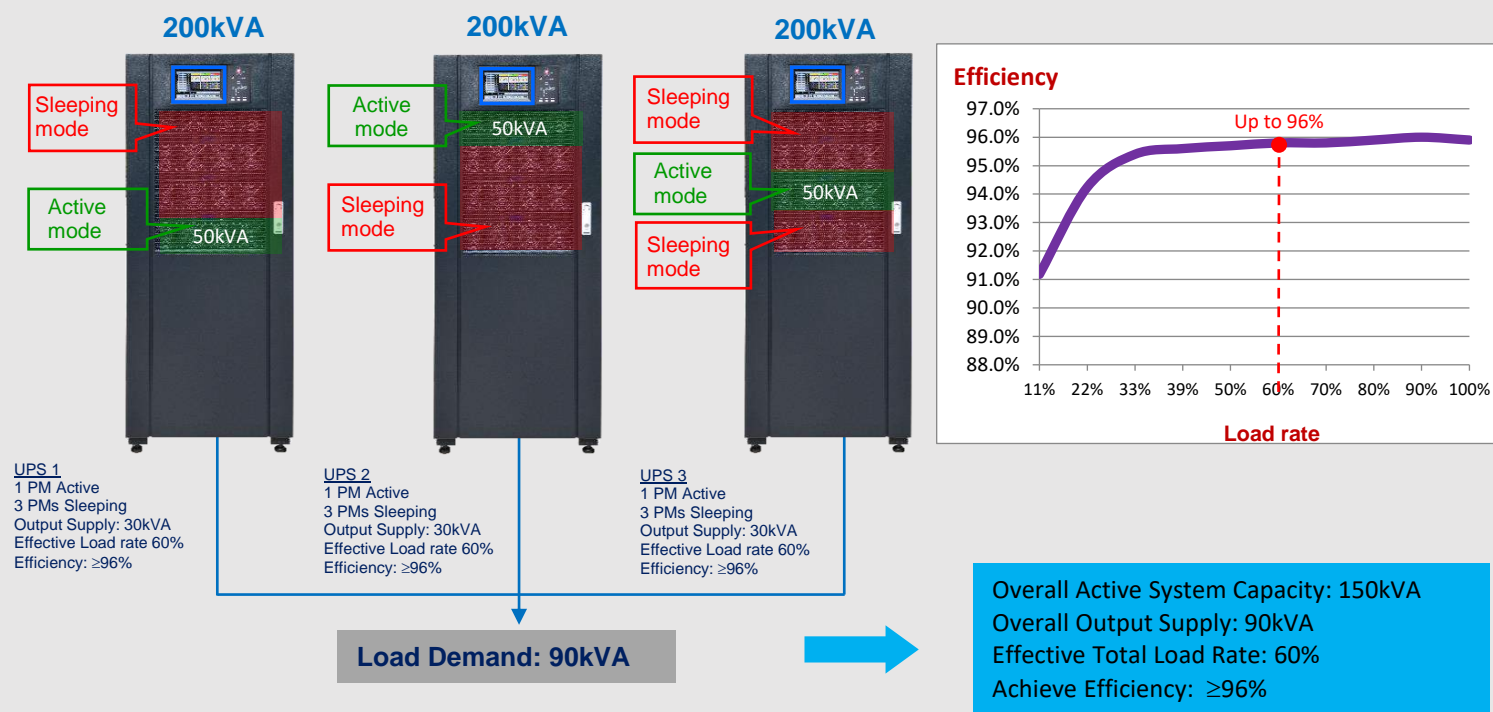 200kVA
Sleeping
mode
Active
mode
50kVA
200kVA
Active
mode
50kVA
Sleeping
mode
200kVA
Sleeping
mode
Active
mode
50kVA
Sleeping
mode
Efficiency
97.0%
96.0%
95.0%
94.0%
93.0%
92.0%
91.0%
90.0%
89.0%
88.0%
Up to 96%
11% 22% 33% 39% 50% 60% 70% 80% 90% 100%
Load rate
UPS 1
1 PM Active
3 PMs Sleeping
Output Supply: 30kVA
Effective Load rate 60%
Efficiency: ≥96%
UPS 2
1 PM Active
3 PMs Sleeping
Output Supply: 30kVA
Effective Load rate 60%
Efficiency: ≥96%
UPS 3
1 PM Active
3 PMs Sleeping
Output Supply: 30kVA
Effective Load rate 60%
Efficiency: ≥96%
Load Demand: 90kVA
Overall Active System Capacity: 150kVA
Overall Output Supply: 90kVA
Effective Total Load Rate: 60%
Achieve Efficiency: ≥96%